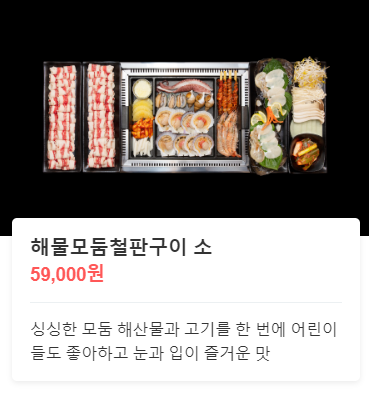 해물모둠철판구이 소
59,000원
싱싱한 모둠 해산물과 고기를 한 번에 어린이
들도 좋아하고 눈과 입이 즐거운 맛